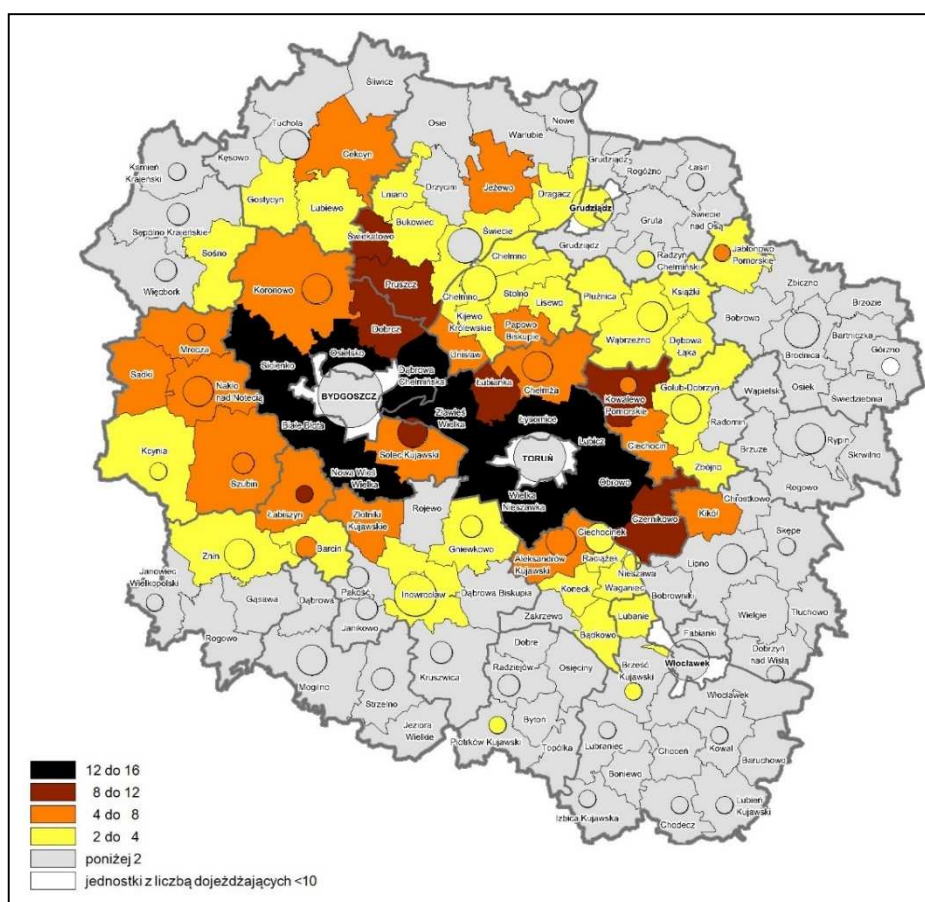 Śliwice
Tuchola
Osie
Nowe
Warlubie
Cekcyn
Kęsowo
Kamień
Krajeński
Grudziądz
Rogóźno
Łasin
Drzycim
Jeżewo
Gostycyn
Lubiewo
Lniano
Dragacz
Grudziądz
Bukowiec
Gruta
Świecie
nad Osą
Sępolno Krajeńskie
Świekatowo
Świecie
Grudziądz
Radzyń
Chełmiński
Jabłonowo
Pomorskie
Sośno
Chełmno
Więcbork
Koronowo
Pruszcz
Chełmno
Stolno
Lisewo
Płużnica
Książki
Zbiczno
Brzozie
Bobrowo
Bartniczka
Dobrcz
Kijewo
Królewskie
Papowo
Biskupie
Wąbrzeźno
Dębowa
Łąka
Brodnica
Górzno
Mrocza
Sicienko
Osielsko
Unisław
Sadki
Dąbrowa
Chełmińska
Łubianka
Chełmża
Kowalewo
Pomorskie
Golub-Dobrzyń
Wąpielsk
Osiek
Świedziebnia
Nakło
nad Notecią
BYDGOSZCZ
Zławieś
Wielka
Łysomice
Radomin
Białe Błota
Lubicz
Ciechocin
Brzuze
Rypin
Skrwilno
Kcynia
Solec Kujawski
TORUŃ
Zbójno
Szubin
Nowa Wieś
Wielka
Obrowo
Rogowo
Wielka
Nieszawka
Chrostkowo
Łabiszyn
Złotniki
Kujawskie
Rojewo
Czernikowo
Kikół
Skępe
Ciechocinek
Żnin
Barcin
Gniewkowo
Aleksandrów
Kujawski
Raciążek
Lipno
Nieszawa
Janowiec
Wielkopolski
Pakość
Waganiec
Inowrocław
Koneck
Bobrowniki
Gąsawa
Dąbrowa
Dąbrowa Biskupia
Tłuchowo
Janikowo
Zakrzewo
Lubanie
Wielgie
Rogowo
Bądkowo
Fabianki
Dobre
Dobrzyń
nad Wisłą
Kruszwica
Radziejów
Osięciny
Brześć
Kujawski
Włocławek
Mogilno
Strzelno
Włocławek
Jeziora
Wielkie
Bytoń
Piotrków Kujawski
Topólka
Lubraniec
Choceń
Kowal
Baruchowo
Boniewo
Izbica Kujawska
Chodecz
Lubień
Kujawski
12 do 16
8 do 12
4 do 8
2 do 4
poniżej 2
jednostki z liczbą dojeżdżających <10